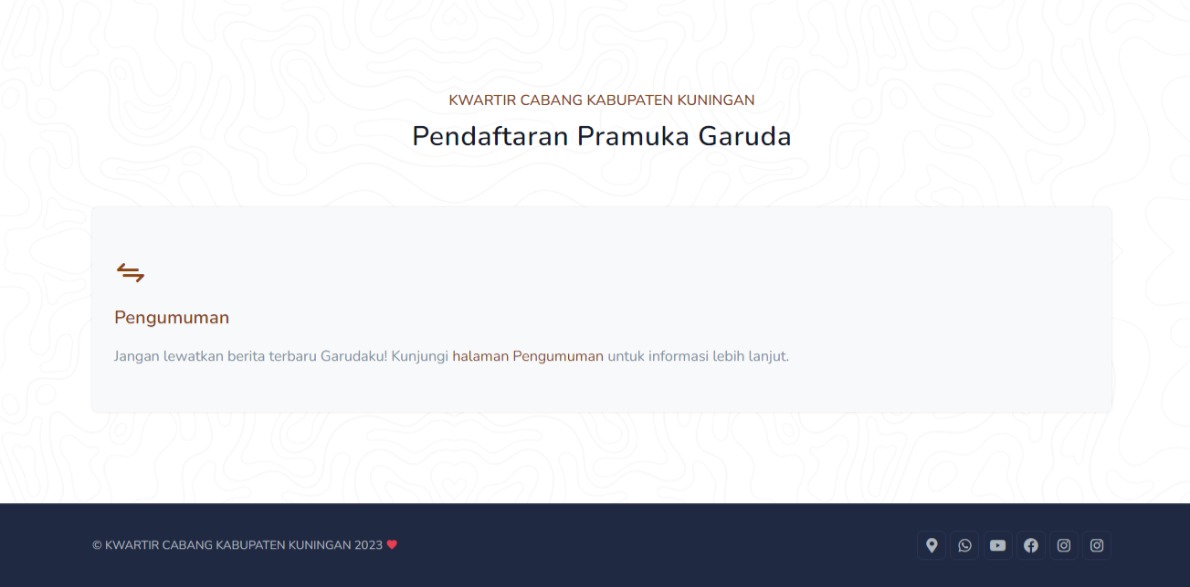 KWARTIR CABANG KABUPATEN KUNINGAN
Pendaftaran Pramuka Garuda
Pengumuman
Jangan lewatkan berita terbaru Garudaku! Kunjungi halaman Pengumuman untuk informasi lebih lanjut.
© KWARTIR CABANG KABUPATEN KUNINGAN 2023